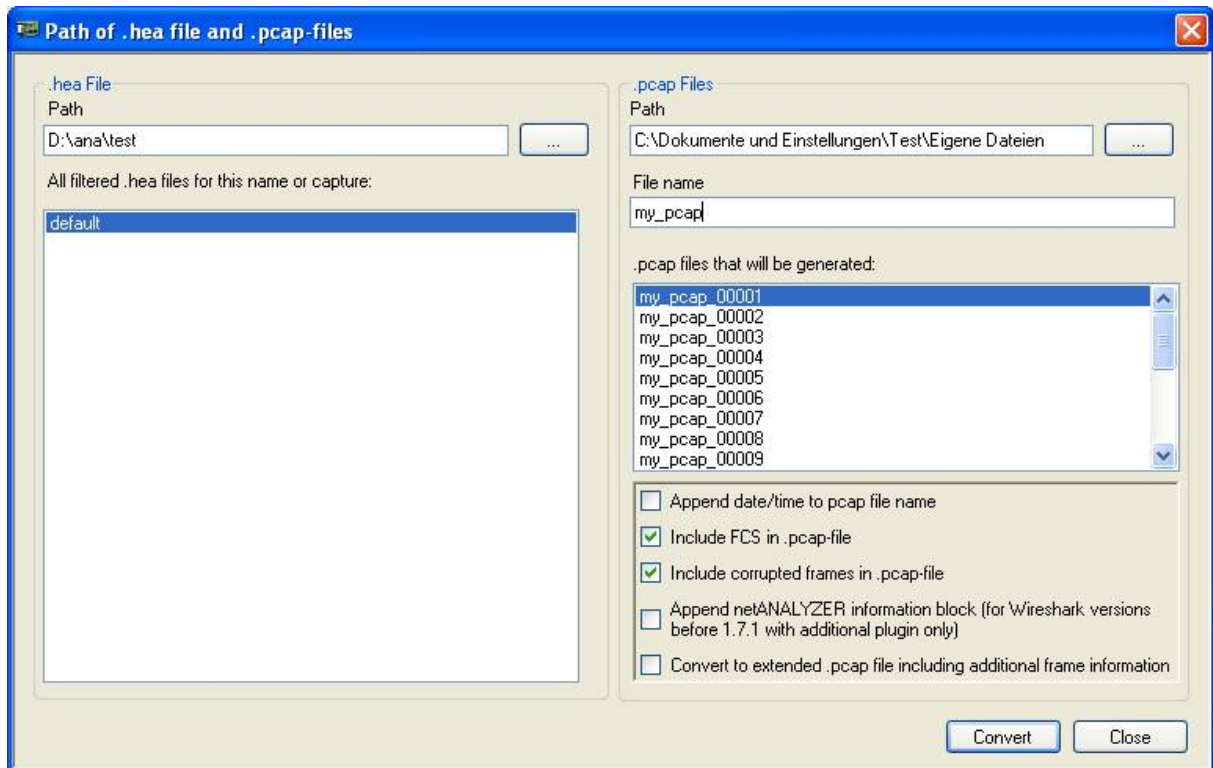 Path of .hea file and .pcap-files
.hea File
Path
D:\ana\test
...
All filtered .hea files for this name or capture:
default
.pcap Files
Path
C:\Dokumente und Einstellungen\Test\Eigene Dateien
...
File name
my_pcap
.pcap files that will be generated:
my_pcap_00001
my_pcap_00002
my_pcap_00003
my_pcap_00004
my_pcap_00005
my_pcap_00006
my_pcap_00007
my_pcap_00008
my_pcap_00009
Append date/time to pcap file name
Include FCS in .pcap-file
Include corrupted frames in .pcap-file
Append netANALYZER information block (for Wireshark versions
before 1.7.1 with additional plugin only)
Convert to extended .pcap file including additional frame information
Convert
Close